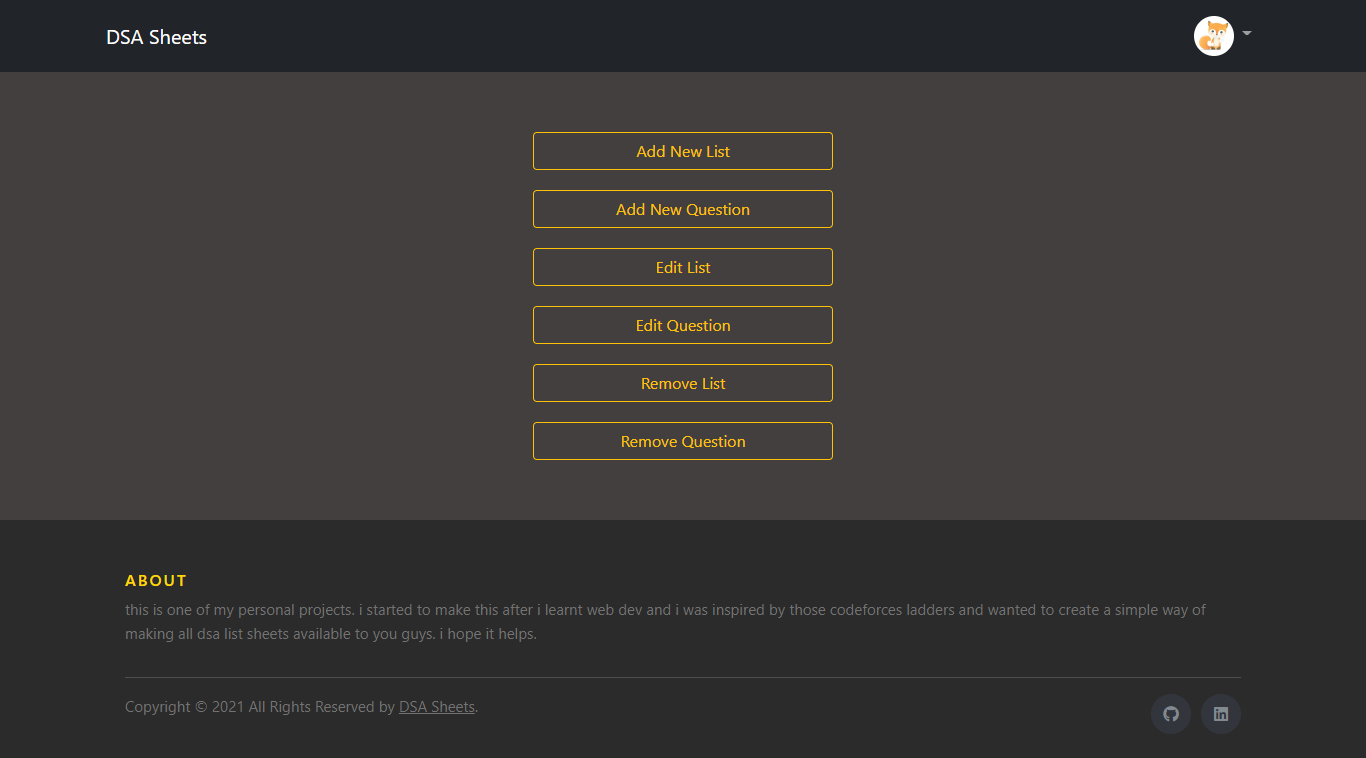 DSA Sheets
Add New List
Add New Question
Edit List
Edit Question
Remove List
Remove Question
ABOUT
this is one of my personal projects. i started to make this after i learnt web dev and i was inspired by those codeforces ladders and wanted to create a simple way of
making all dsa list sheets available to you guys. i hope it helps.
Copyright © 2021 All Rights Reserved by DSA Sheets.